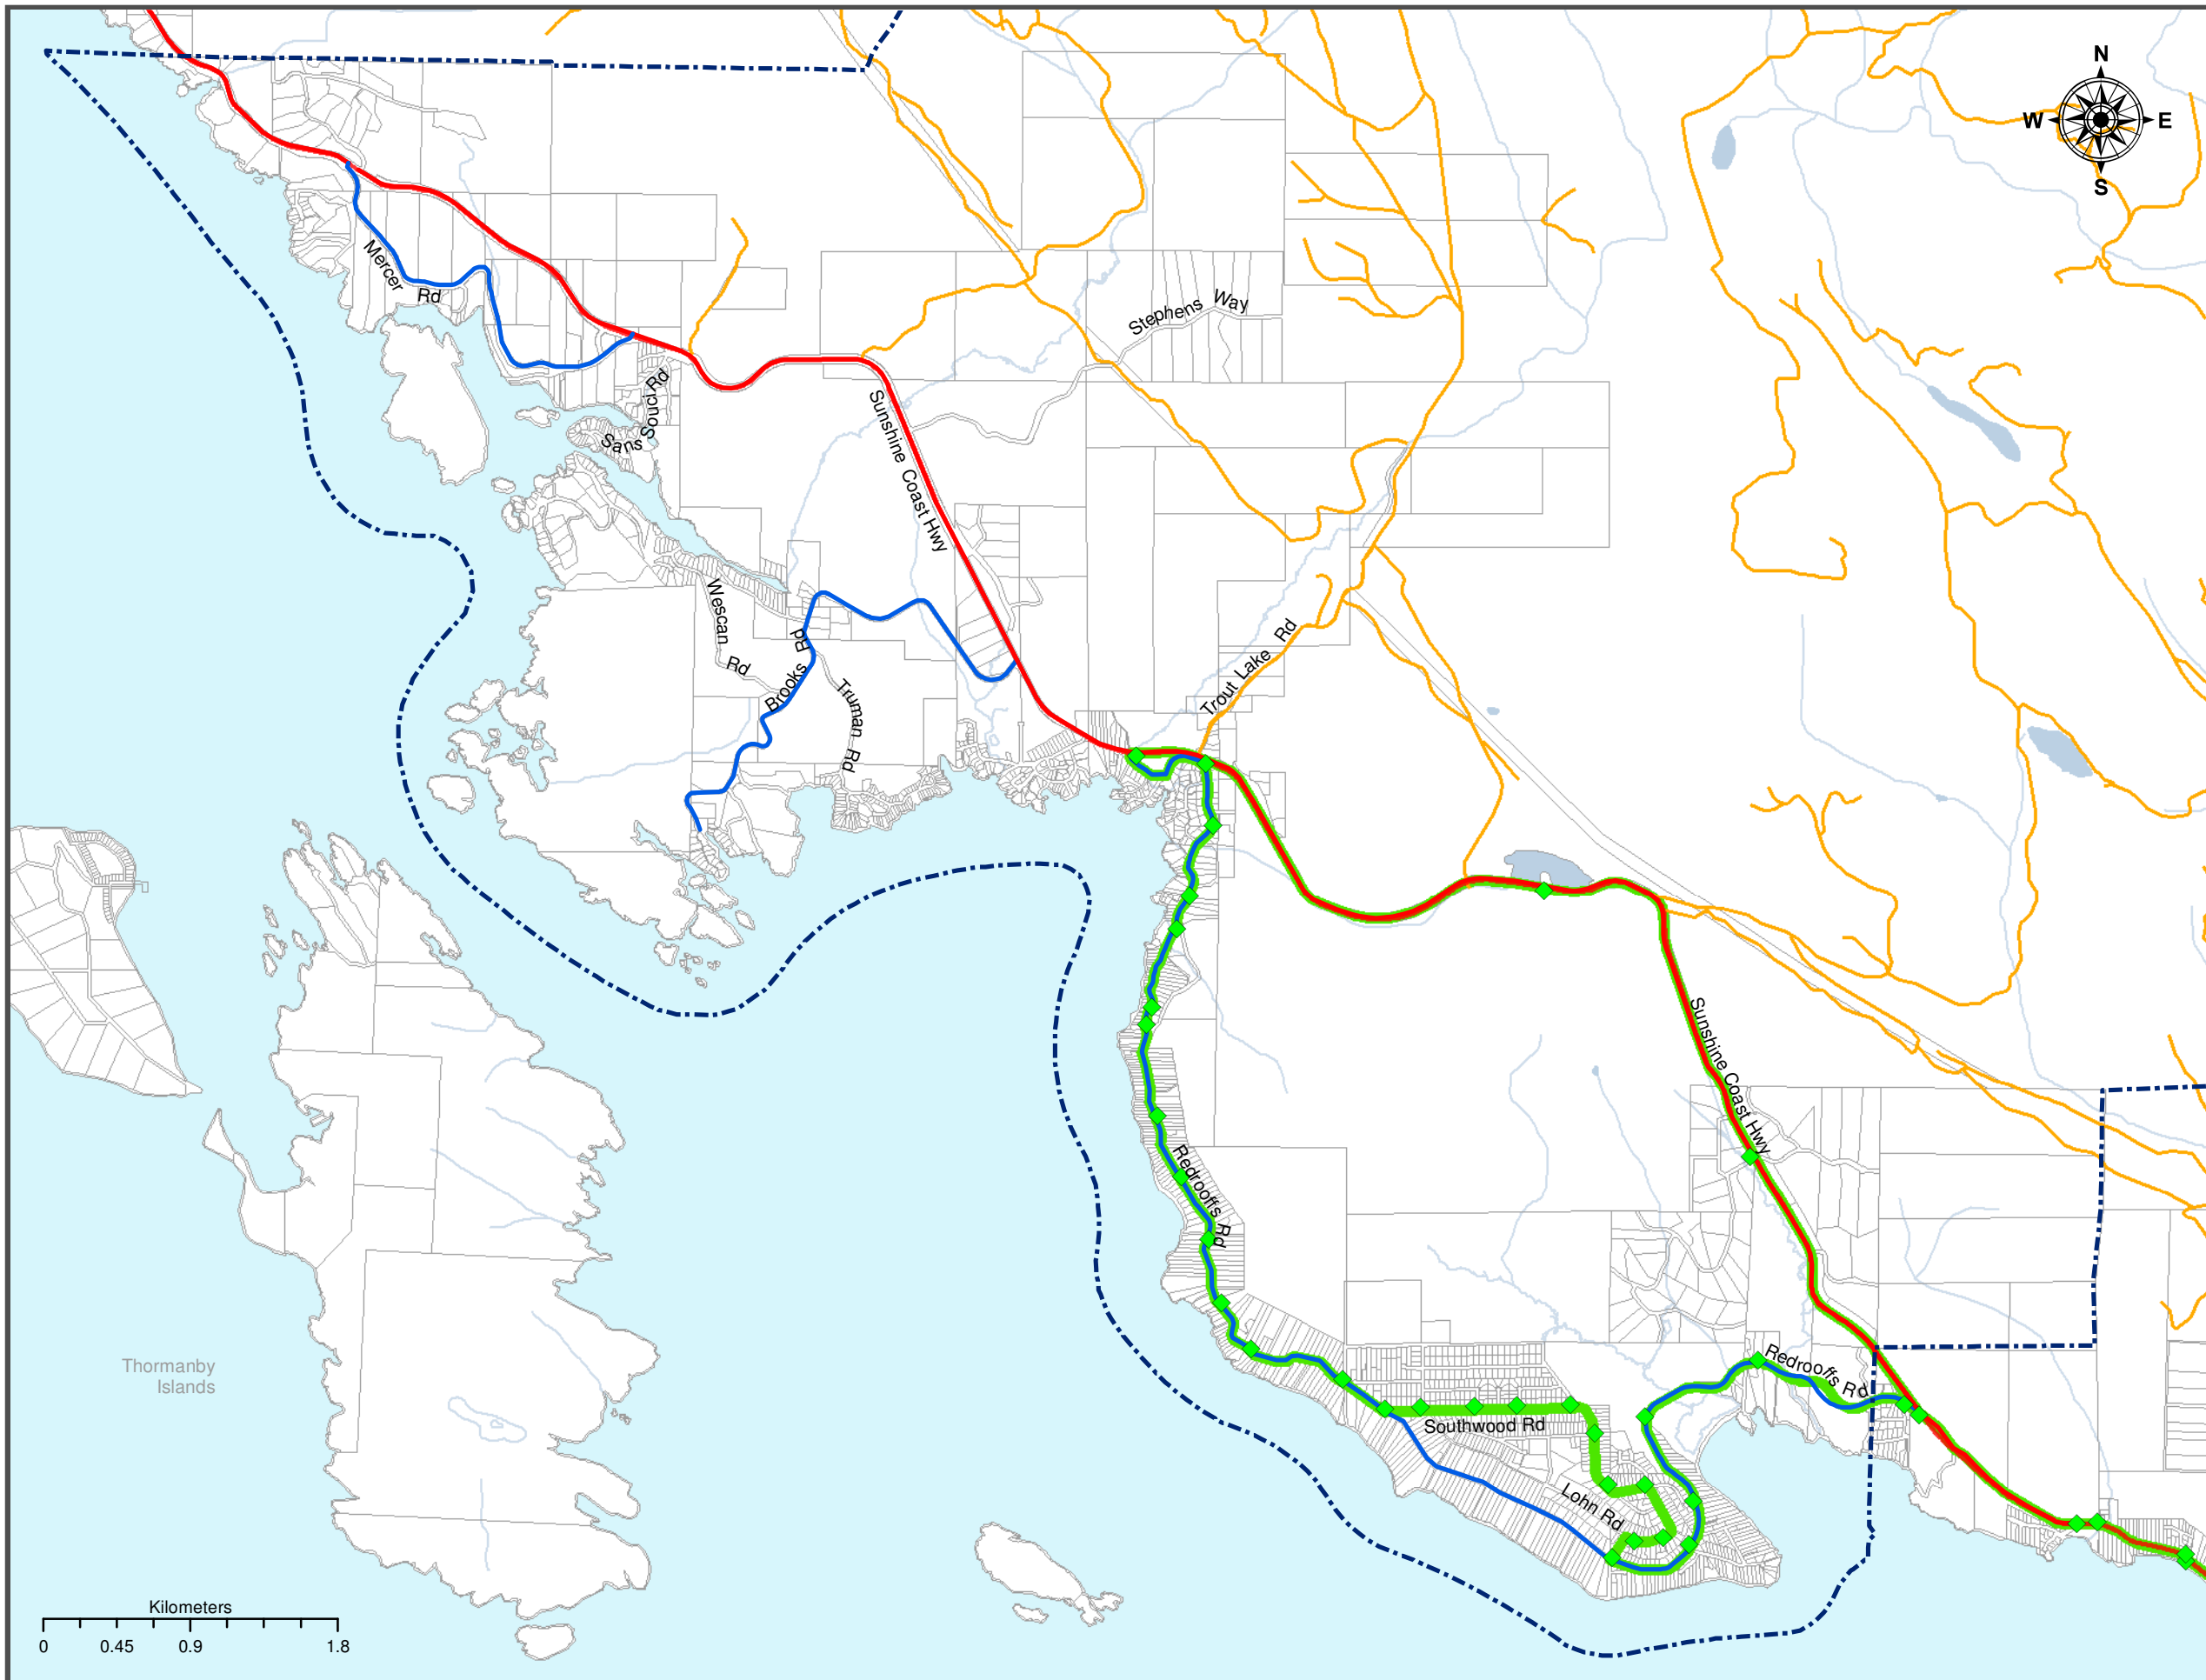 N
W E
S
Mercer
Rd
Stephens Way
Sans Souci Rd
Sunshine Coast Hwy
Wescan
Rd
Brooks Rd
Truman Rd
Trout Lake Rd
Sunshine Coast Hwy
Redrooffs Rd
Redrooffs Rd
Southwood Rd
Lohn Rd
Thormanby
Islands
Kilometers
0 0.45 0.9 1.8